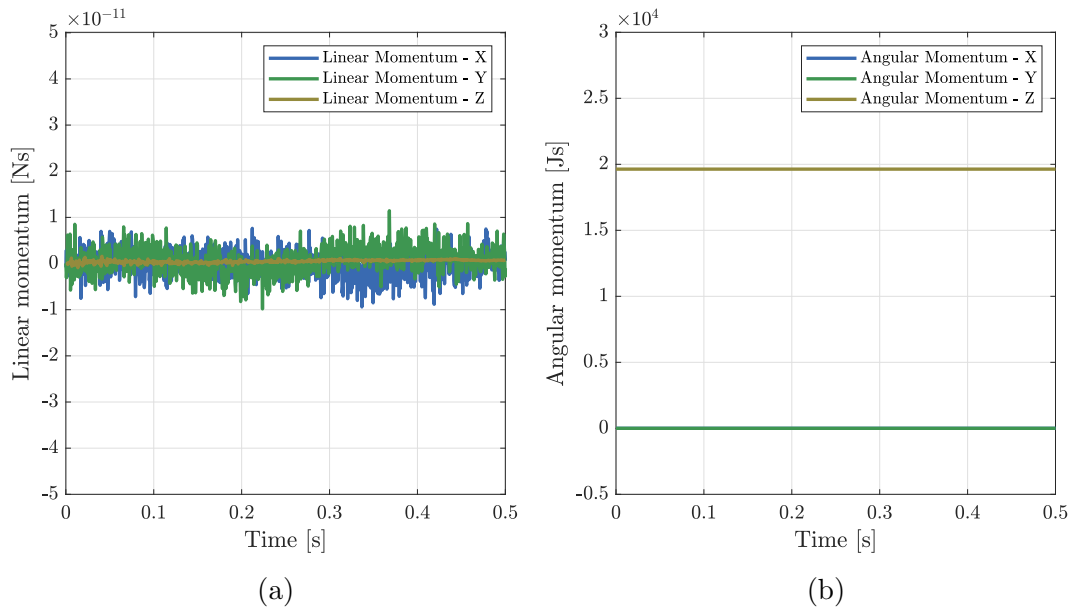 ×10⁻¹¹
5
4
3
2
1
0
-1
-2
-3
-4
-5
Linear momentum [Ns]
Linear Momentum - X
Linear Momentum - Y
Linear Momentum - Z
0 0.1 0.2 0.3 0.4 0.5
Time [s]
(a)
×10⁴
3
2.5
2
1.5
1
0.5
0
-0.5
Angular momentum [Js]
Angular Momentum - X
Angular Momentum - Y
Angular Momentum - Z
0 0.1 0.2 0.3 0.4 0.5
Time [s]
(b)